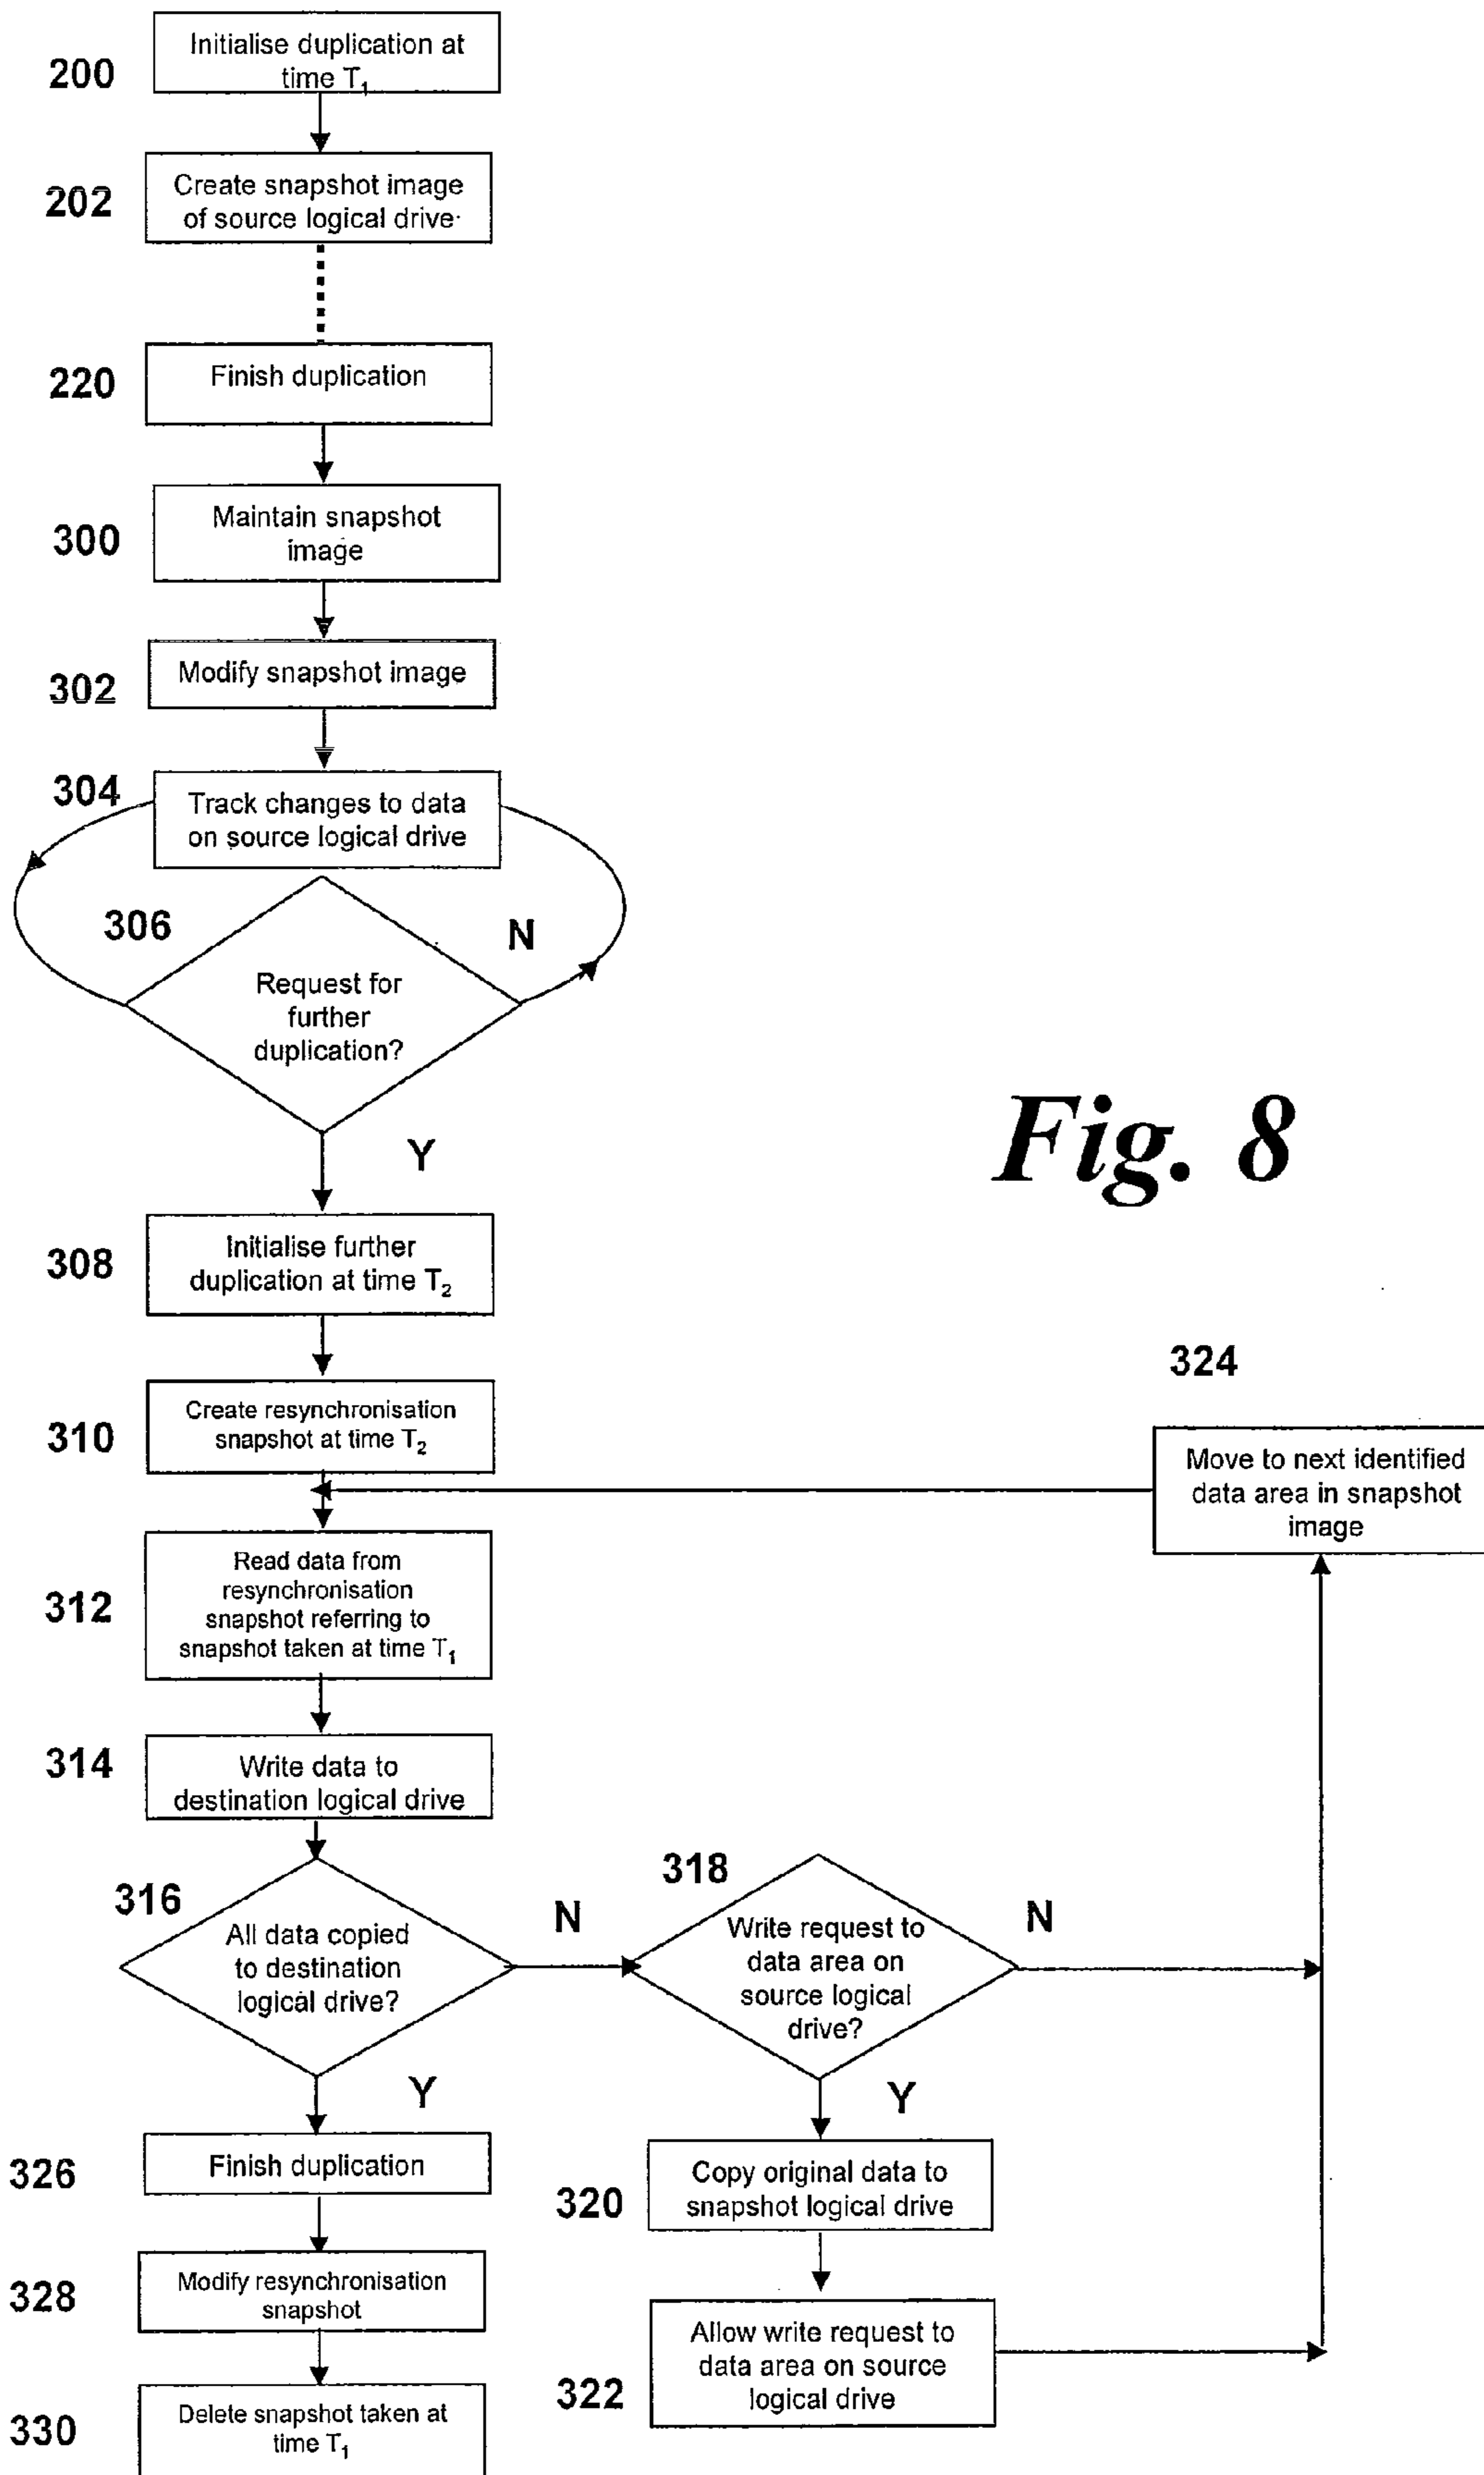 200
Initialise duplication at
time T₁
202
Create snapshot image
of source logical drive
220
Finish duplication
300
Maintain snapshot
image
302
Modify snapshot image
304
Track changes to data
on source logical drive
306
N
Request for
further
duplication?
Y
Fig. 8
308
Initialise further
duplication at time T₂
310
Create resynchronisation
snapshot at time T₂
324
Move to next identified
data area in snapshot
image
312
Read data from
resynchronisation
snapshot referring to
snapshot taken at time T₁
314
Write data to
destination logical drive
316
All data copied
to destination
logical drive?
N
318
Write request to
data area on
source logical
drive?
N
Y
Y
326
Finish duplication
320
Copy original data to
snapshot logical drive
328
Modify resynchronisation
snapshot
322
Allow write request to
data area on source
logical drive
330
Delete snapshot taken at
time T₁